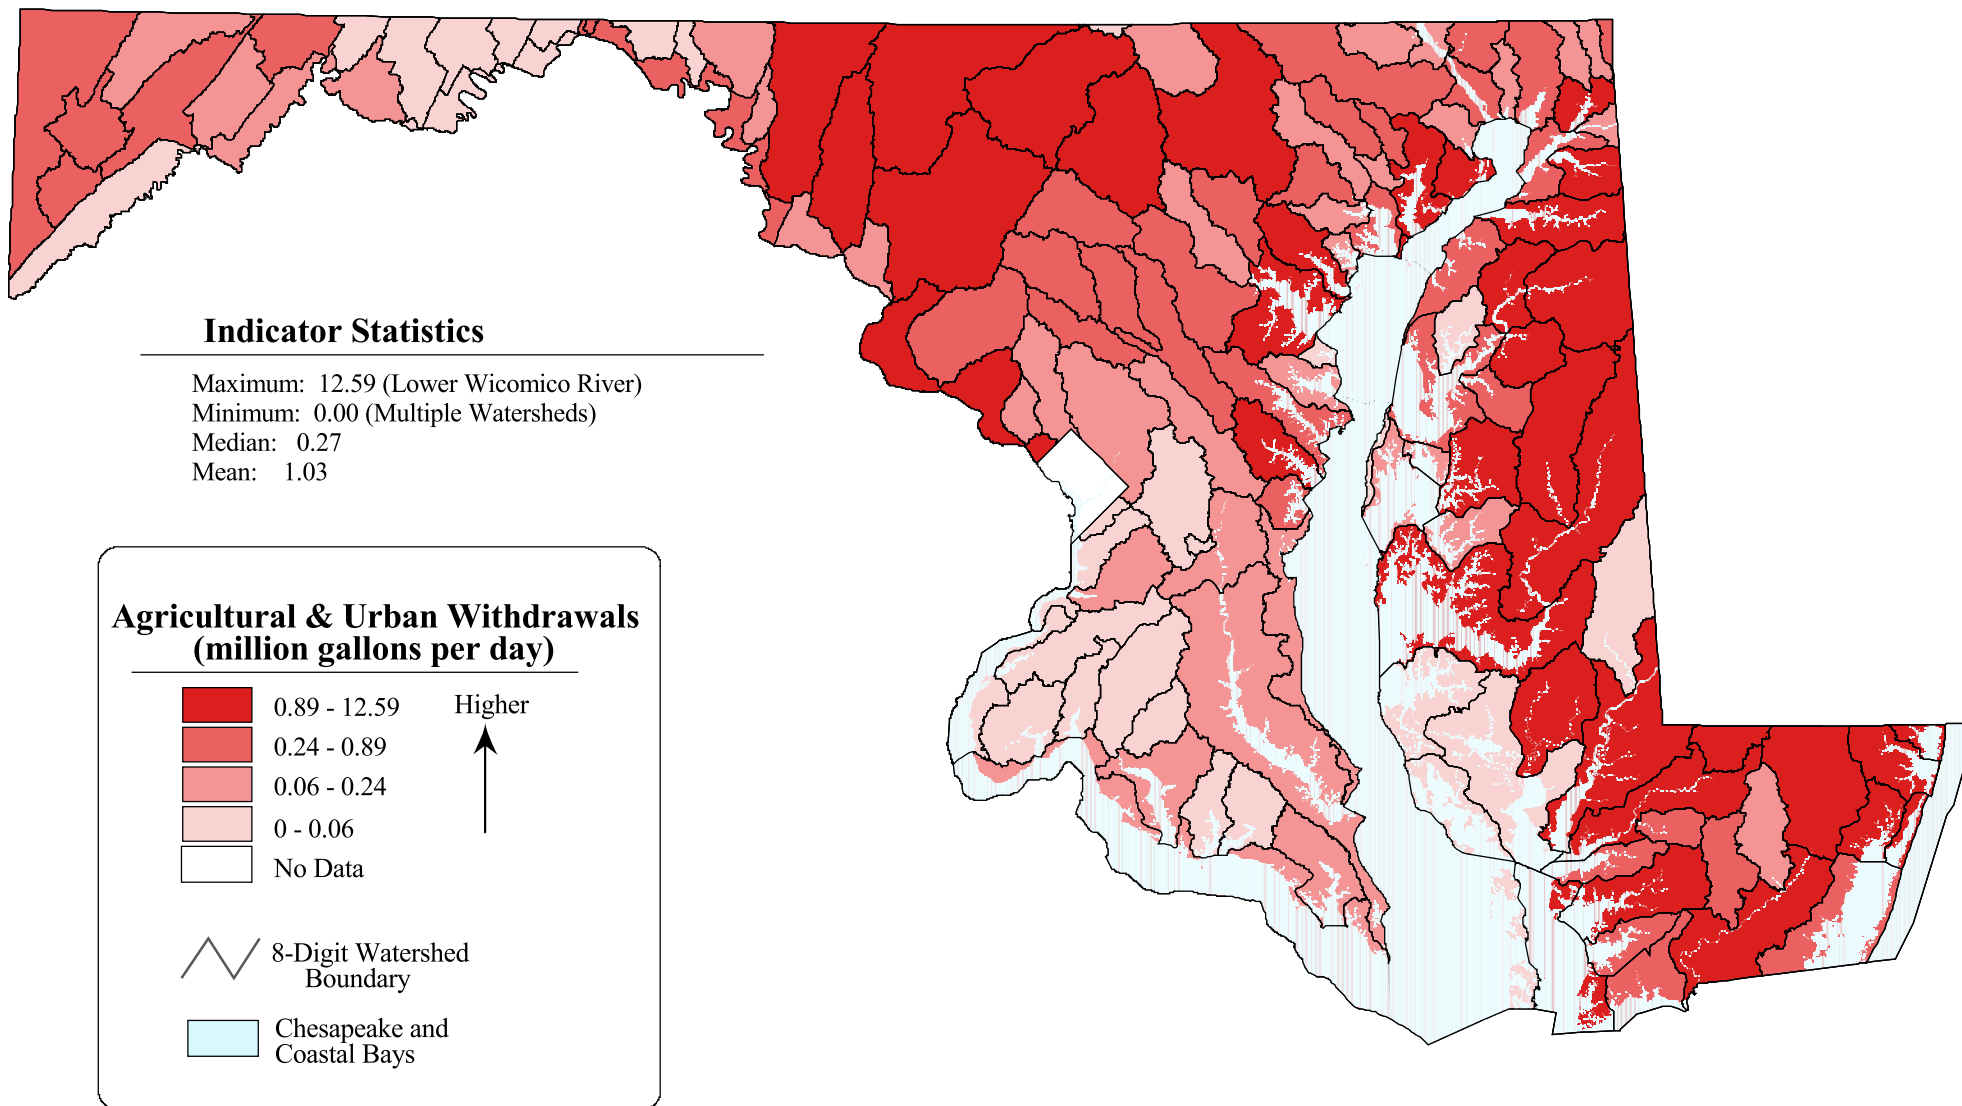 Indicator Statistics
Maximum: 12.59 (Lower Wicomico River)
Minimum: 0.00 (Multiple Watersheds)
Median: 0.27
Mean: 1.03
Agricultural & Urban Withdrawals
(million gallons per day)
0.89 - 12.59
Higher
0.24 - 0.89
0.06 - 0.24
0 - 0.06
No Data
8-Digit Watershed
Boundary
Chesapeake and
Coastal Bays